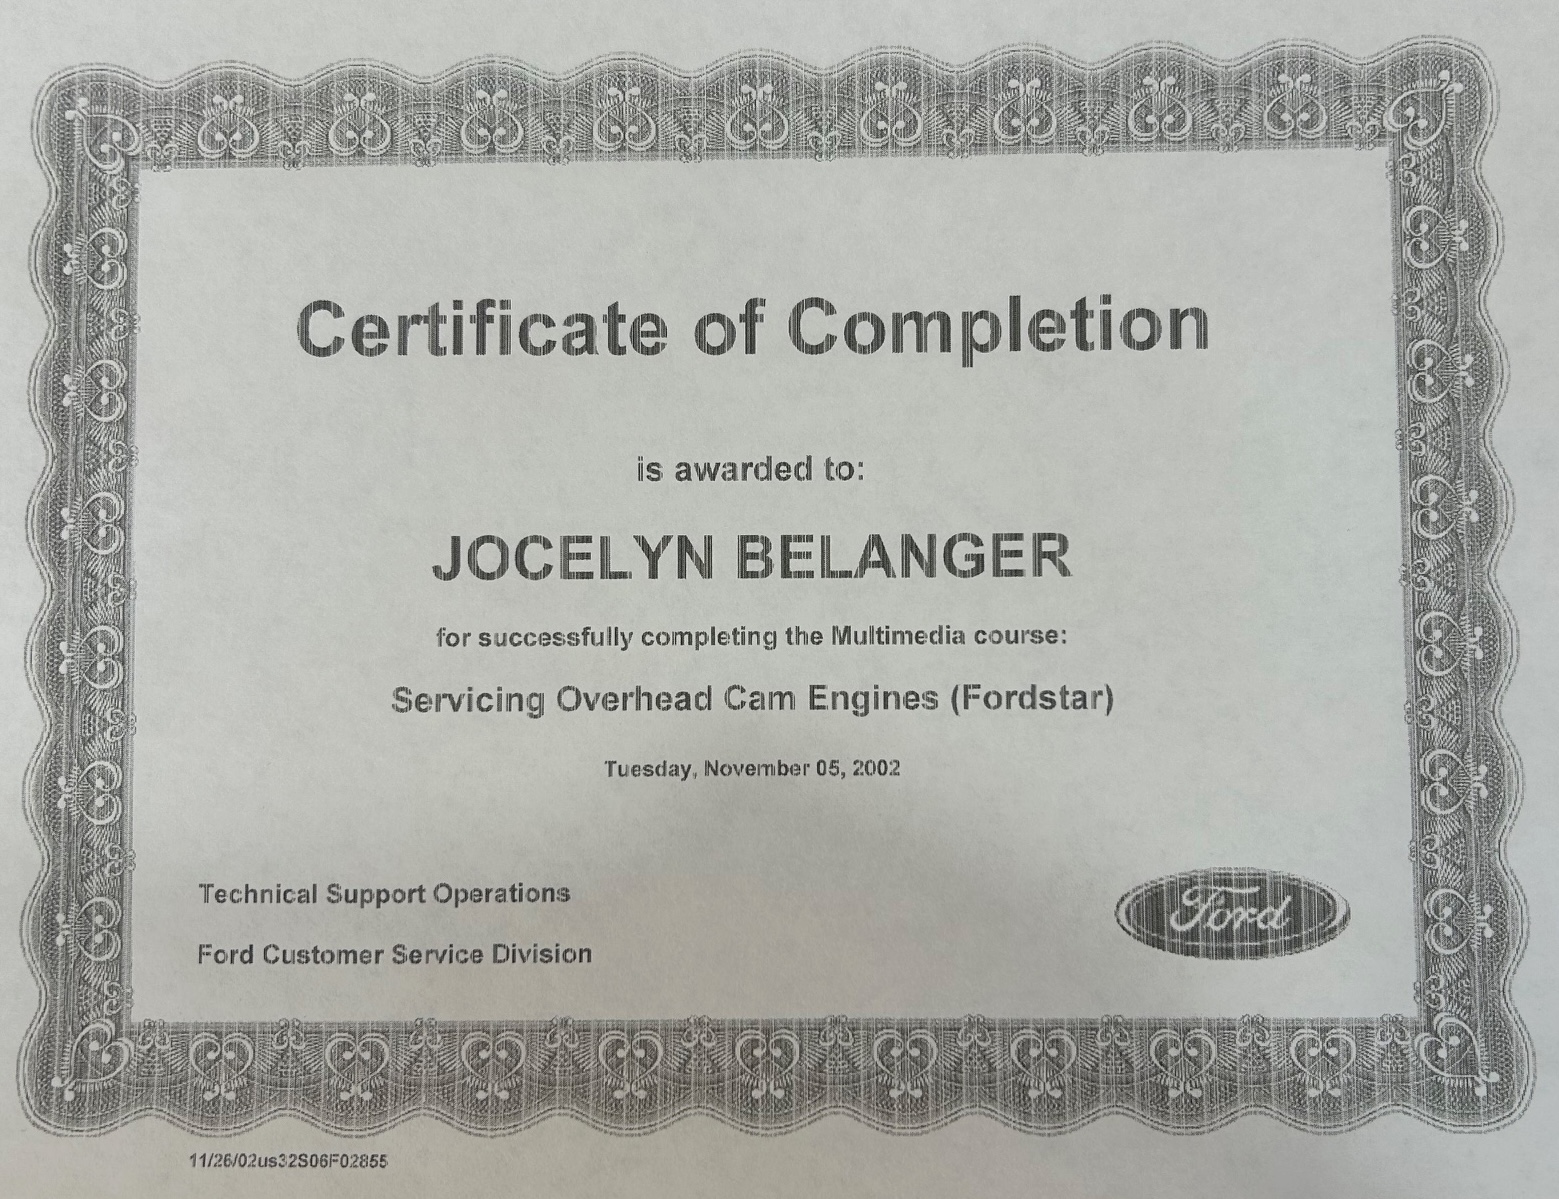 Certificate of Completion
is awarded to:
JOCELYN BELANGER
for successfully completing the Multimedia course:
Servicing Overhead Cam Engines (Fordstar)
Tuesday, November 05, 2002
Technical Support Operations
Ford Customer Service Division
Ford
11/26/02us32S06F02855